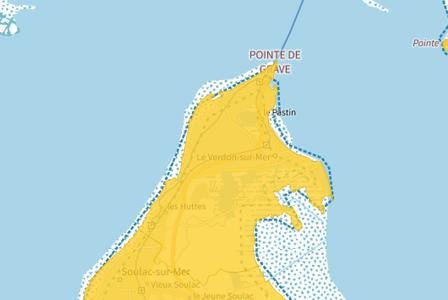 POINTE DE
GRAVE
Pointe
le Pastin
Le Verdon-sur-Mer
les Huttes
Soulac-sur-Mer
Vieux Soulac
le Jeune Soulac